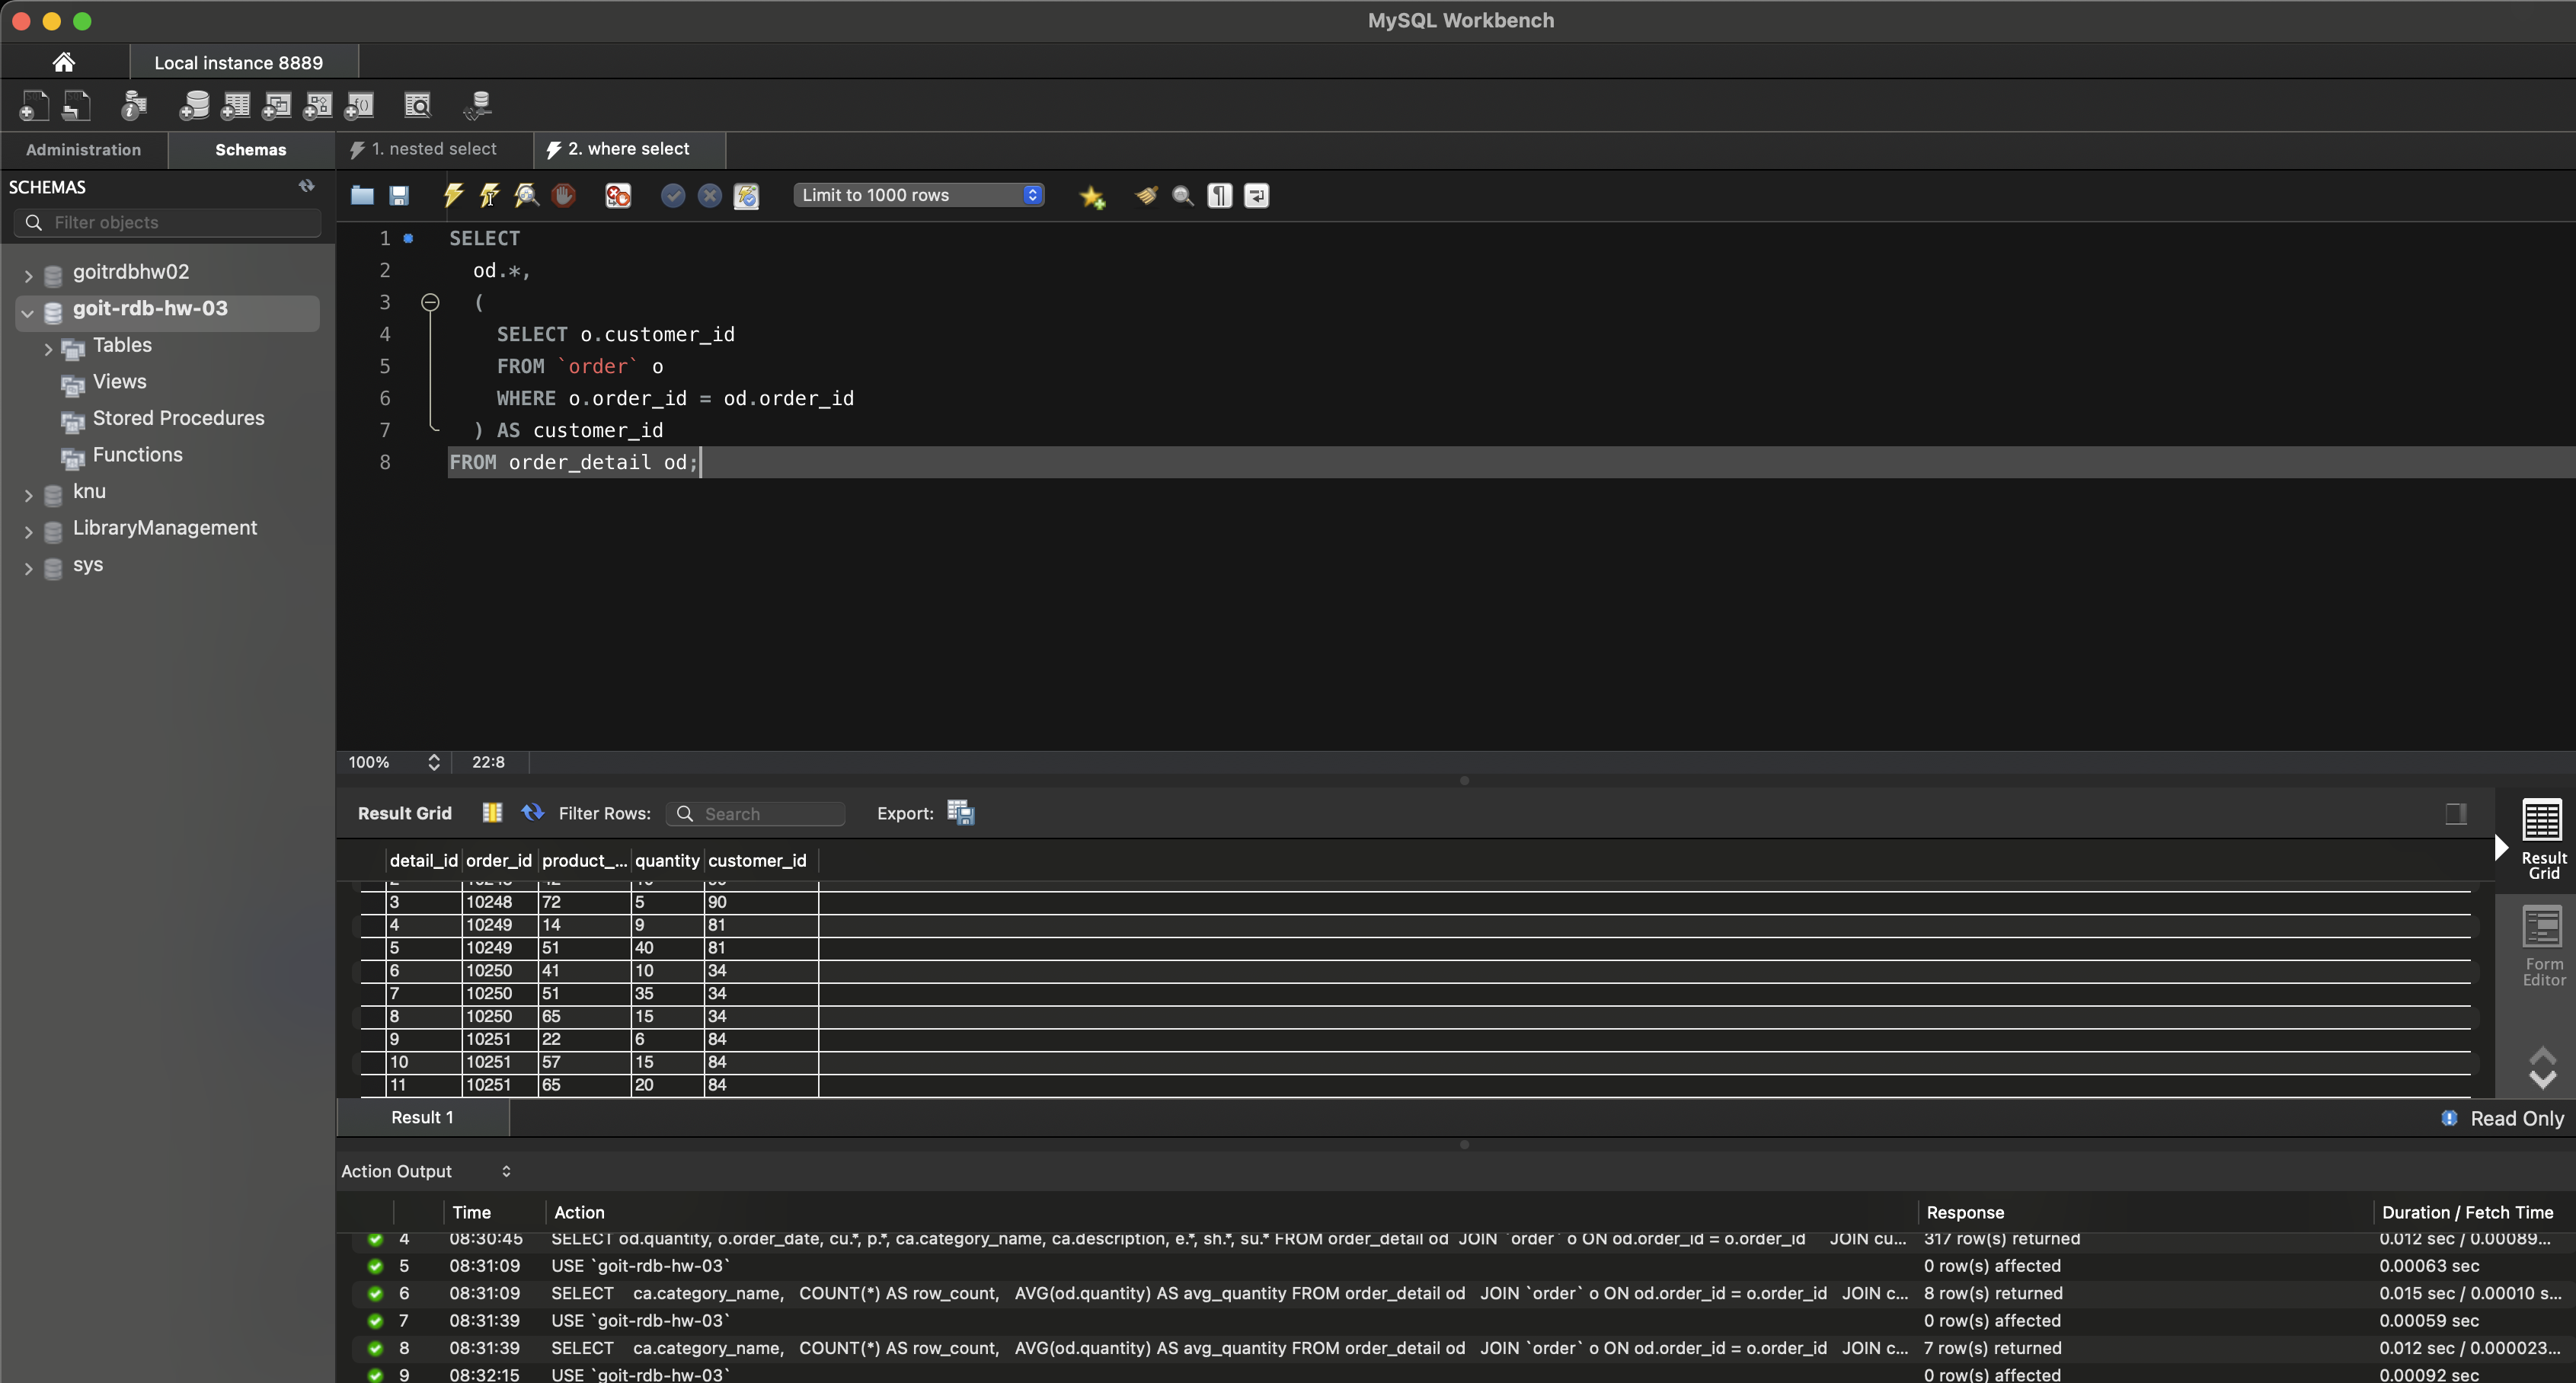 MySQL Workbench
Local instance 8889
Administration
Schemas
1. nested select
2. where select
SCHEMAS
Filter objects
goitrdbhw02
goit-rdb-hw-03
Tables
Views
Stored Procedures
Functions
knu
LibraryManagement
sys
Limit to 1000 rows
1 SELECT
2 od.*,
3 (
4 SELECT o.customer_id
5 FROM `order` o
6 WHERE o.order_id = od.order_id
7 ) AS customer_id
8 FROM order_detail od;
100% 22:8
Result Grid Filter Rows: Search Export:
detail_id order_id product_... quantity customer_id
3 10248 72 5 90
4 10249 14 9 81
5 10249 51 40 81
6 10250 41 10 34
7 10250 51 35 34
8 10250 65 15 34
9 10251 22 6 84
10 10251 57 15 84
11 10251 65 20 84
Result
Grid
Form
Editor
Result 1
Read Only
Action Output
Time Action Response Duration / Fetch Time
4 08:30:45 SELECT od.quantity, o.order_date, cu.*, p.*, ca.category_name, ca.description, e.*, sh.*, su.* FROM order_detail od JOIN `order` o ON od.order_id = o.order_id JOIN cu... 317 row(s) returned 0.012 sec / 0.00089...
5 08:31:09 USE `goit-rdb-hw-03` 0 row(s) affected 0.00063 sec
6 08:31:09 SELECT ca.category_name, COUNT(*) AS row_count, AVG(od.quantity) AS avg_quantity FROM order_detail od JOIN `order` o ON od.order_id = o.order_id JOIN c... 8 row(s) returned 0.015 sec / 0.00010 s...
7 08:31:39 USE `goit-rdb-hw-03` 0 row(s) affected 0.00059 sec
8 08:31:39 SELECT ca.category_name, COUNT(*) AS row_count, AVG(od.quantity) AS avg_quantity FROM order_detail od JOIN `order` o ON od.order_id = o.order_id JOIN c... 7 row(s) returned 0.012 sec / 0.000023...
9 08:32:15 USE `goit-rdb-hw-03` 0 row(s) affected 0.00092 sec